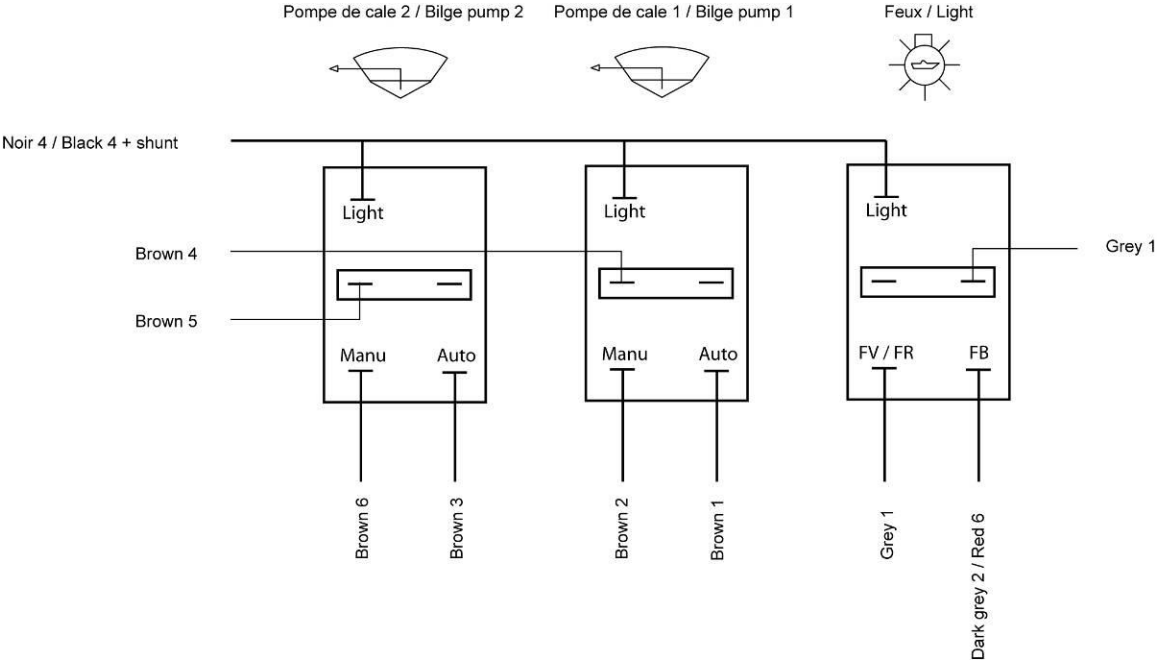 Pompe de cale 2 / Bilge pump 2
Pompe de cale 1 / Bilge pump 1
Feux / Light
Noir 4 / Black 4 + shunt
Light
Light
Light
Brown 4
Grey 1
Brown 5
Manu
Auto
Manu
Auto
FV / FR
FB
Brown 6
Brown 3
Brown 2
Brown 1
Grey 1
Dark grey 2 / Red 6